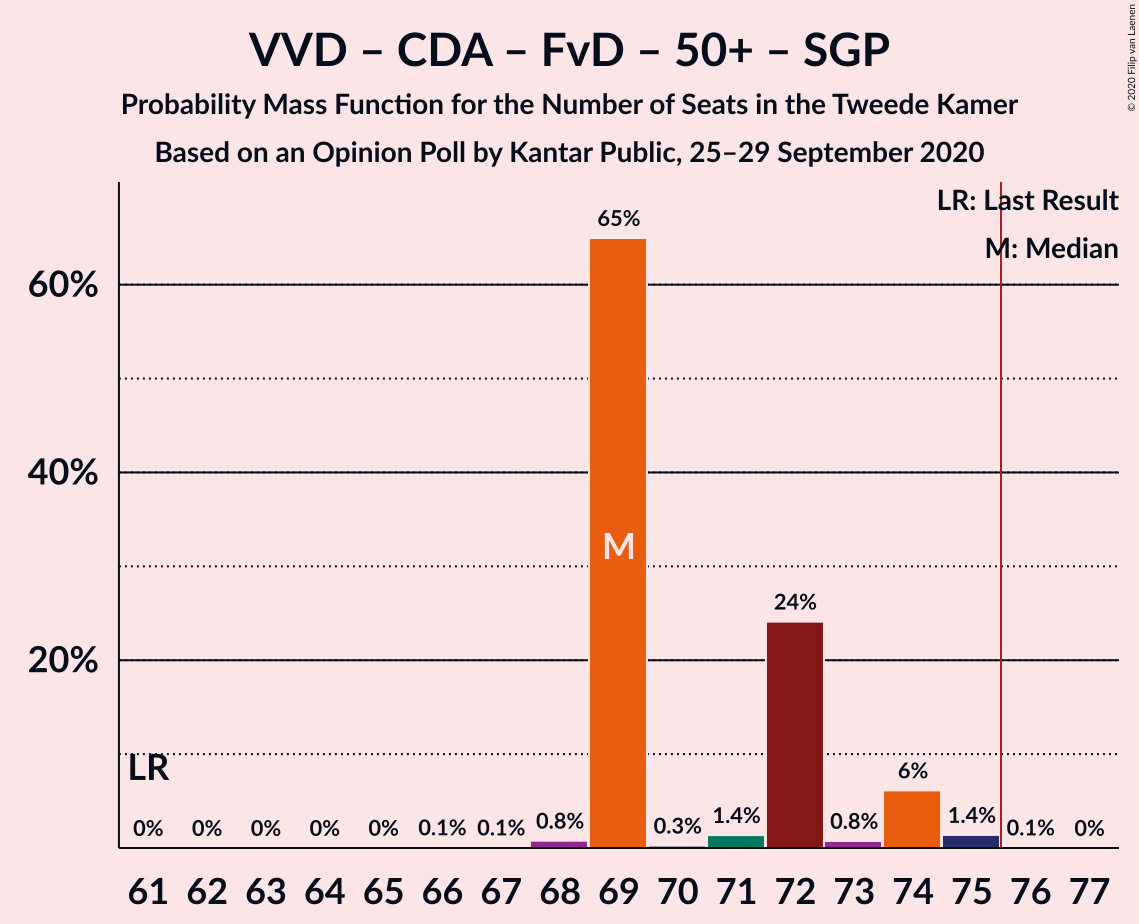 VVD – CDA – FvD – 50+ – SGP
Probability Mass Function for the Number of Seats in the Tweede Kamer
Based on an Opinion Poll by Kantar Public, 25–29 September 2020
© 2020 Filip van Laenen
LR: Last Result
M: Median
65%
60%
40%
M
24%
20%
LR
6%
0% 0% 0% 0% 0% 0.1% 0.1% 0.8% 0.3% 1.4% 0.8% 1.4% 0.1% 0%
61 62 63 64 65 66 67 68 69 70 71 72 73 74 75 76 77